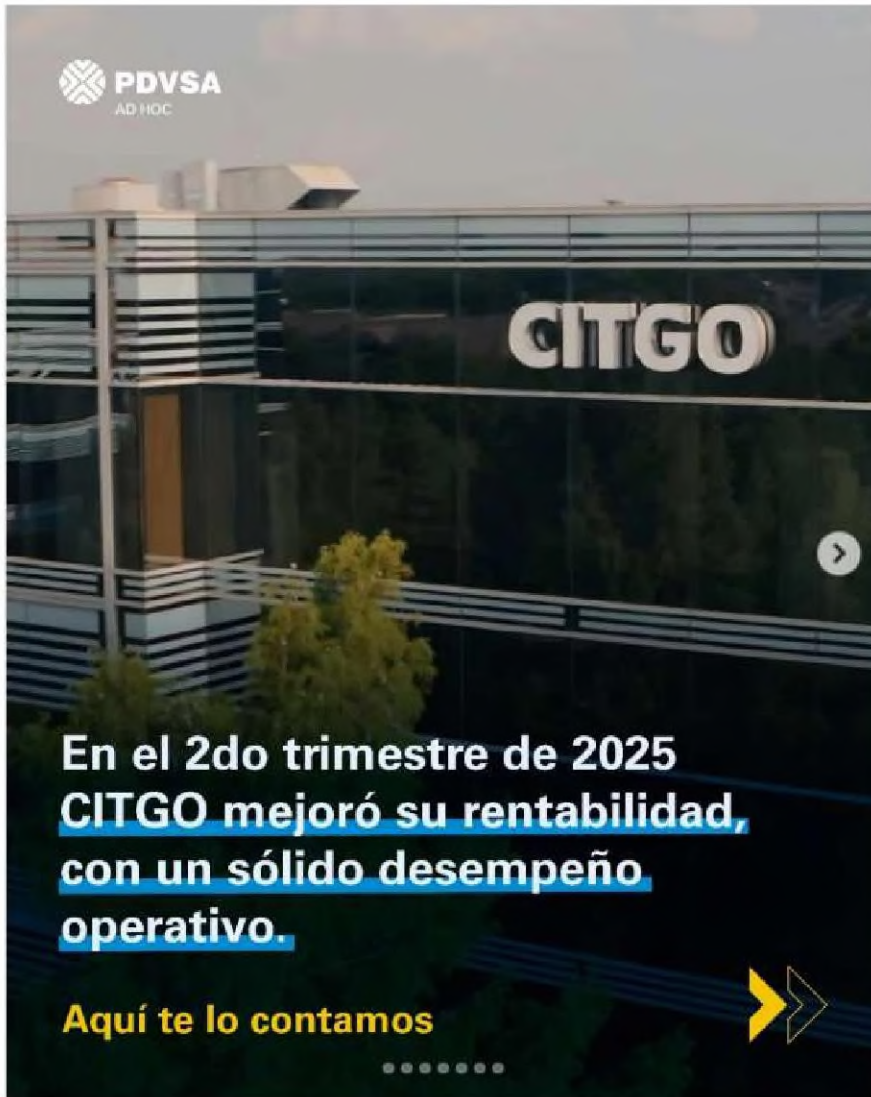 PDVSA
AD HOC
CITGO
En el 2do trimestre de 2025
CITGO mejoró su rentabilidad,
con un sólido desempeño
operativo.
Aquí te lo contamos